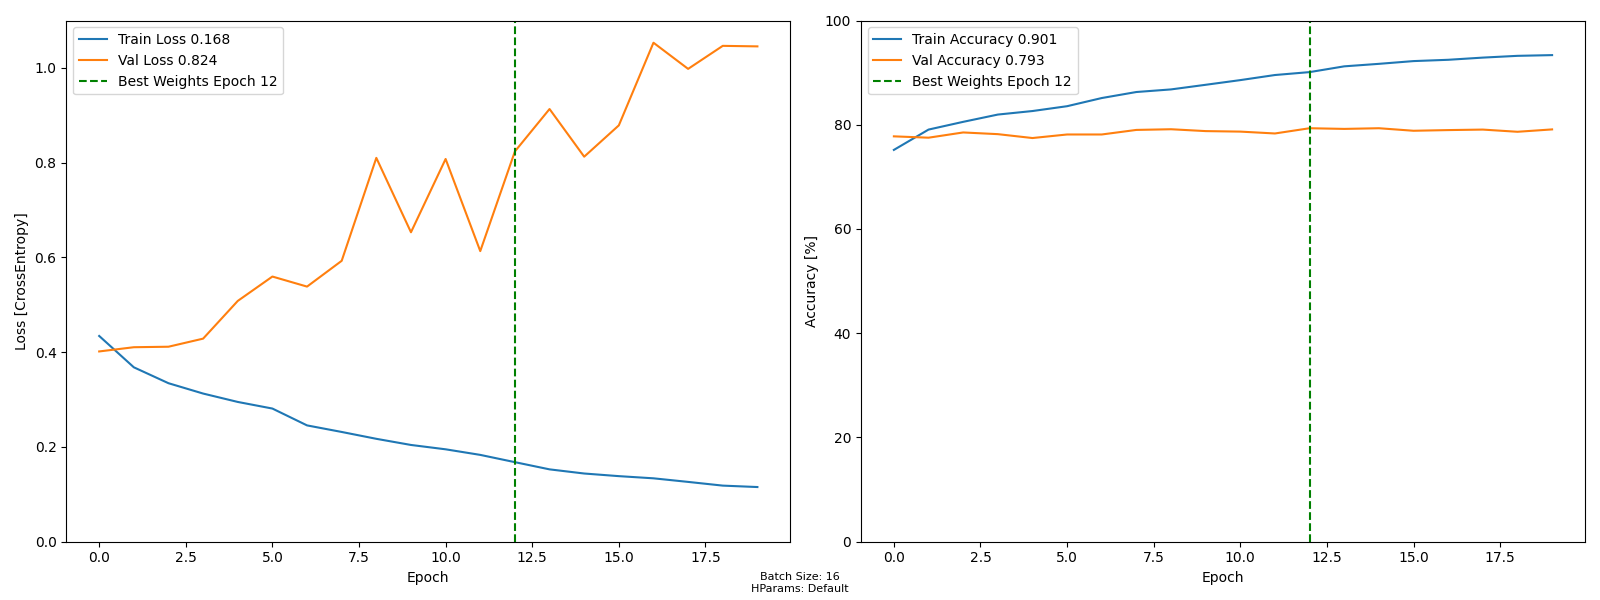 Train Loss 0.168
Val Loss 0.824
Best Weights Epoch 12
Loss [CrossEntropy]
1.0
0.8
0.6
0.4
0.2
0.0
0.0 2.5 5.0 7.5 10.0 12.5 15.0 17.5
Epoch
Train Accuracy 0.901
Val Accuracy 0.793
Best Weights Epoch 12
Accuracy [%]
100
80
60
40
20
0
0.0 2.5 5.0 7.5 10.0 12.5 15.0 17.5
Epoch
Batch Size: 16
HParams: Default